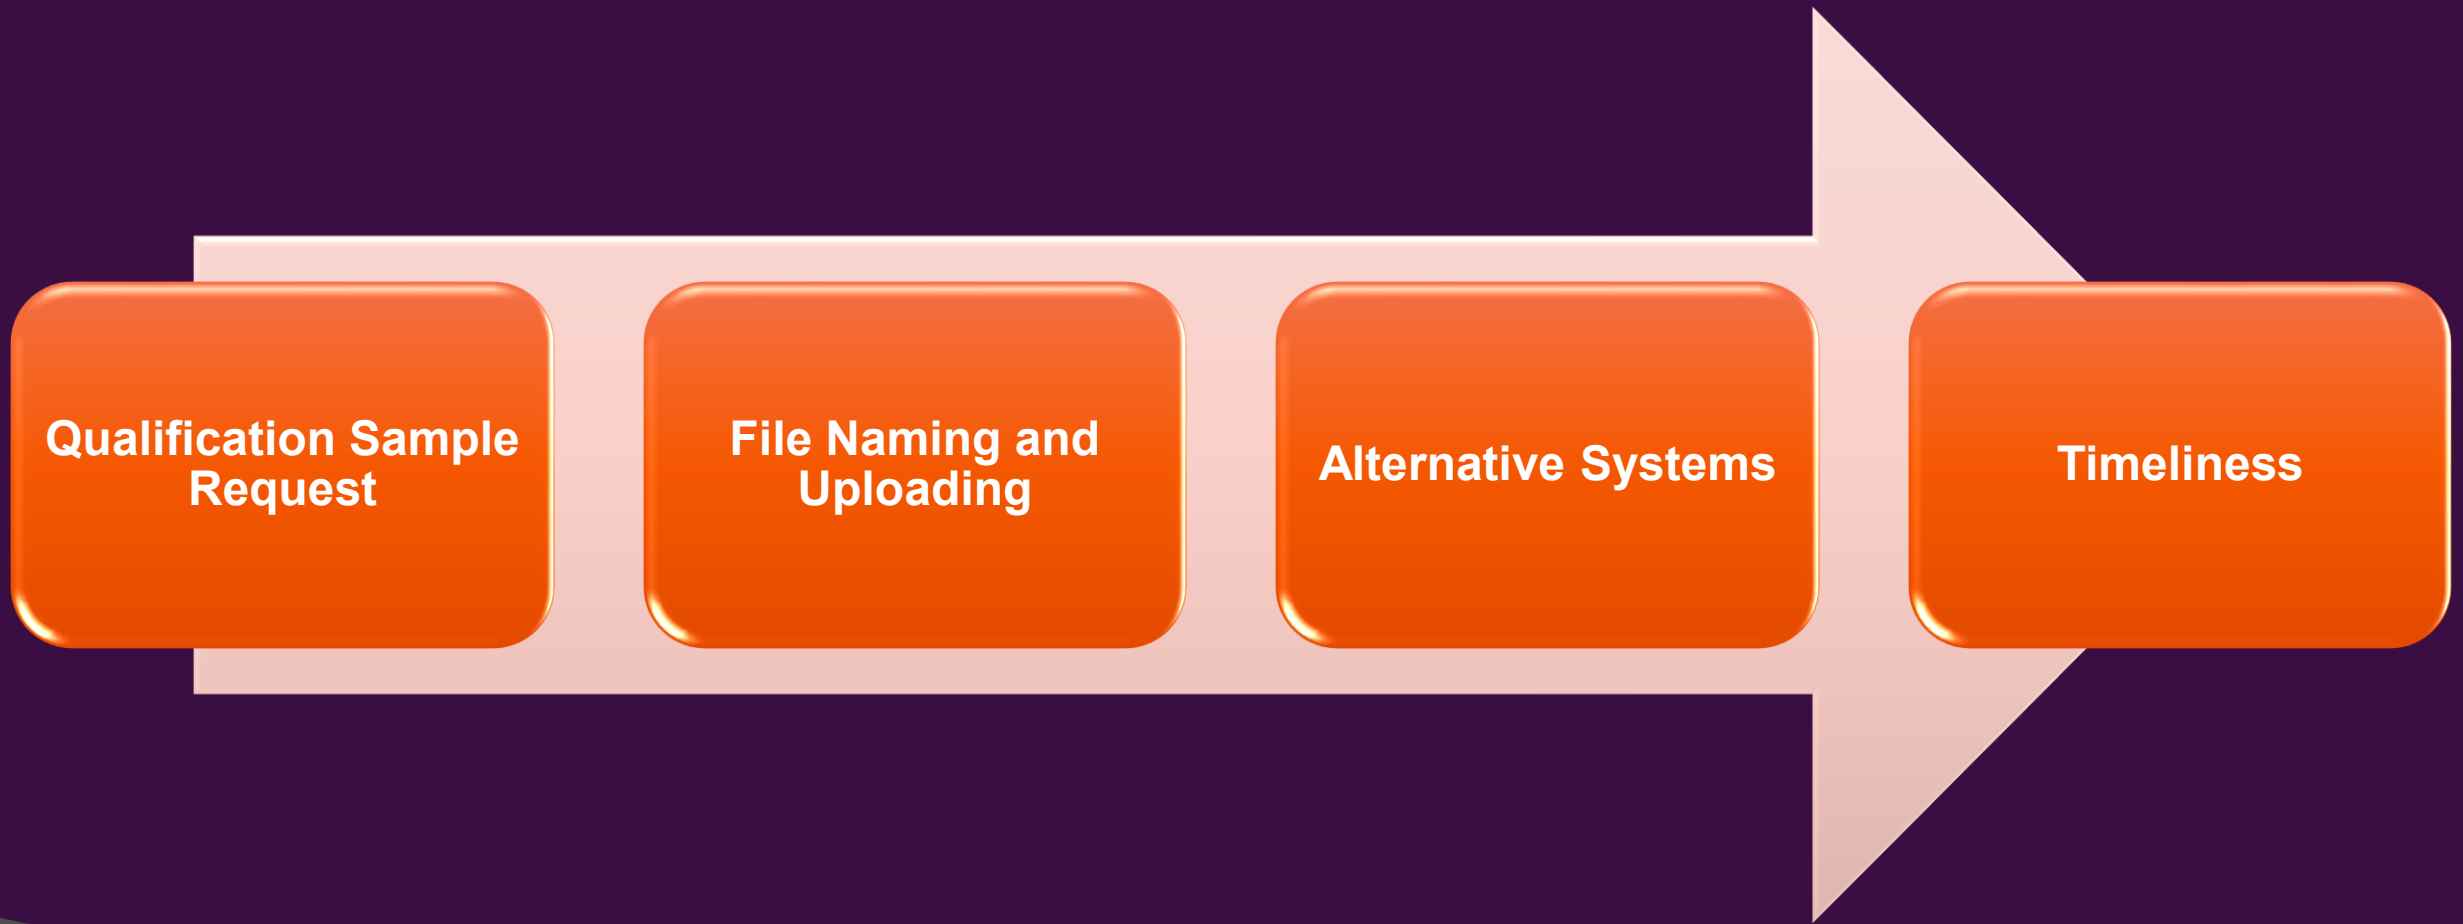 Qualification Sample
Request
File Naming and
Uploading
Alternative Systems
Timeliness